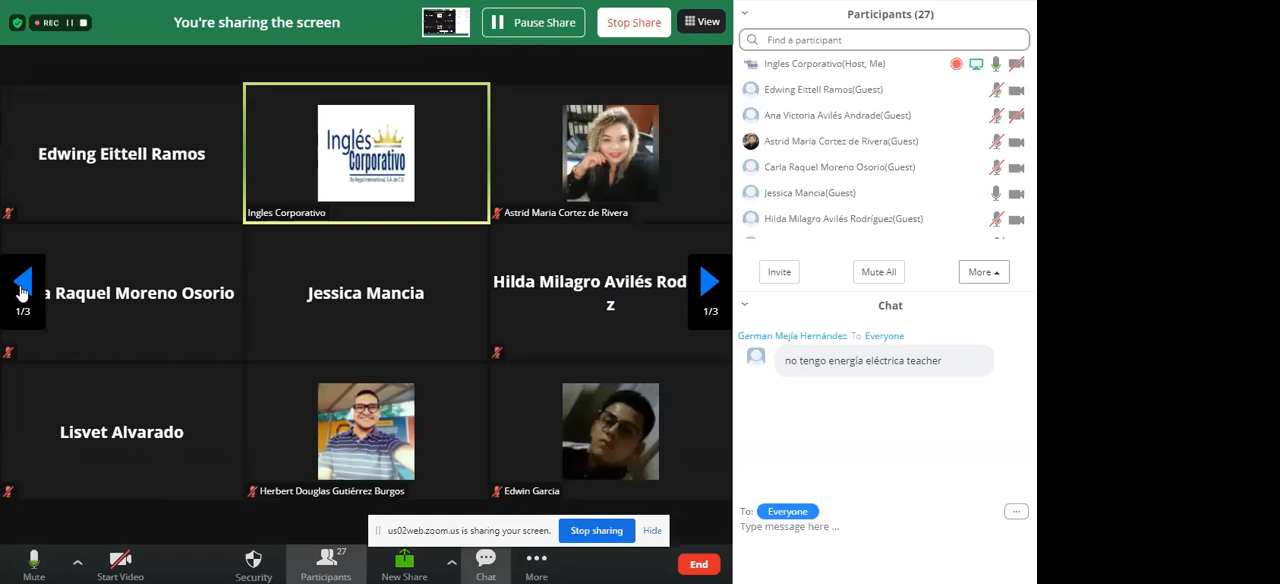 REC
You're sharing the screen
Pause Share
Stop Share
View
Edwing Eittell Ramos
Inglés
Corporativo
Ingles Corporativo
Astrid Maria Cortez de Rivera
a Raquel Moreno Osorio
Jessica Mancia
Hilda Milagro Avilés Rod
z
1/3
1/3
Lisvet Alvarado
Herbert Douglas Gutiérrez Burgos
Edwin Garcia
us02web.zoom.us is sharing your screen.
Stop sharing
Hide
Mute
Start Video
Security
27
Participants
New Share
Chat
More
End
Participants (27)
Find a participant
Ingles Corporativo(Host, Me)
Edwing Eittell Ramos(Guest)
Ana Victoria Avilés Andrade(Guest)
Astrid Maria Cortez de Rivera(Guest)
Carla Raquel Moreno Osorio(Guest)
Jessica Mancia(Guest)
Hilda Milagro Avilés Rodríguez(Guest)
Invite
Mute All
More
Chat
German Mejía Hernández To Everyone
no tengo energía eléctrica teacher
To: Everyone
...
Type message here ...